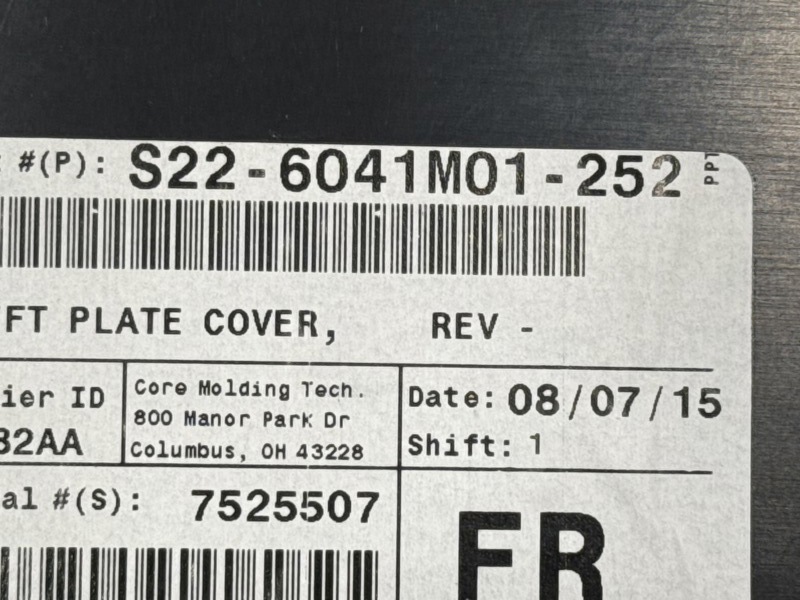 #(P): S22-6041M01-252
PPT
FT PLATE COVER, REV -
ier ID
32AA
Core Molding Tech.
800 Manor Park Dr
Columbus, OH 43228
Date: 08/07/15
Shift: 1
al #(S): 7525507
FR